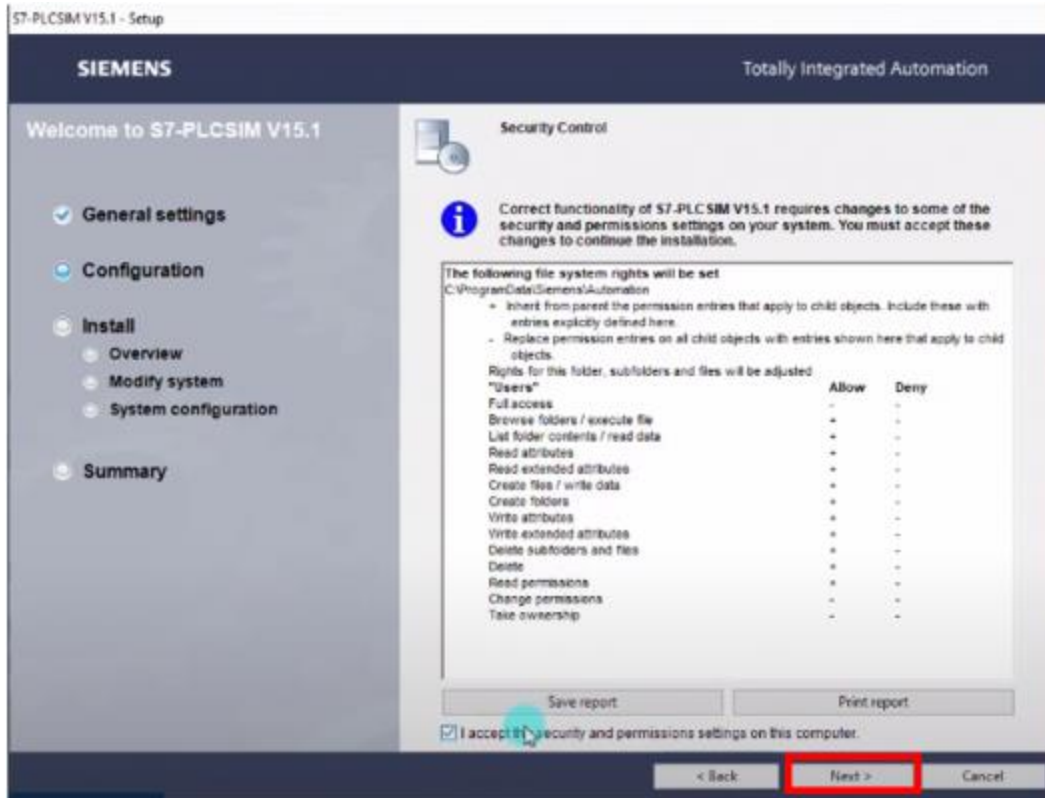 S7-PLCSIM V15.1 - Setup
SIEMENS
Totally Integrated Automation
Welcome to S7-PLCSIM V15.1
General settings
Configuration
Install
Overview
Modify system
System configuration
Summary
Security Control
Correct functionality of S7-PLCSIM V15.1 requires changes to some of the
security and permissions settings on your system. You must accept these
changes to continue the installation.
The following file system rights will be set
C:\ProgramData\Siemens\Automation
+ Inherit from parent the permission entries that apply to child objects. Include these with
entries explicitly defined here.
- Replace permission entries on all child objects with entries shown here that apply to child
objects.
Rights for this folder, subfolders and files will be adjusted
"Users" Allow Deny
Full access - -
Browse folders / execute file + -
List folder contents / read data + -
Read attributes + -
Read extended attributes + -
Create files / write data + -
Create folders + -
Write attributes + -
Write extended attributes + -
Delete subfolders and files + -
Delete + -
Read permissions + -
Change permissions - -
Take ownership - -
Save report
Print report
I accept the security and permissions settings on this computer.
< Back
Next >
Cancel